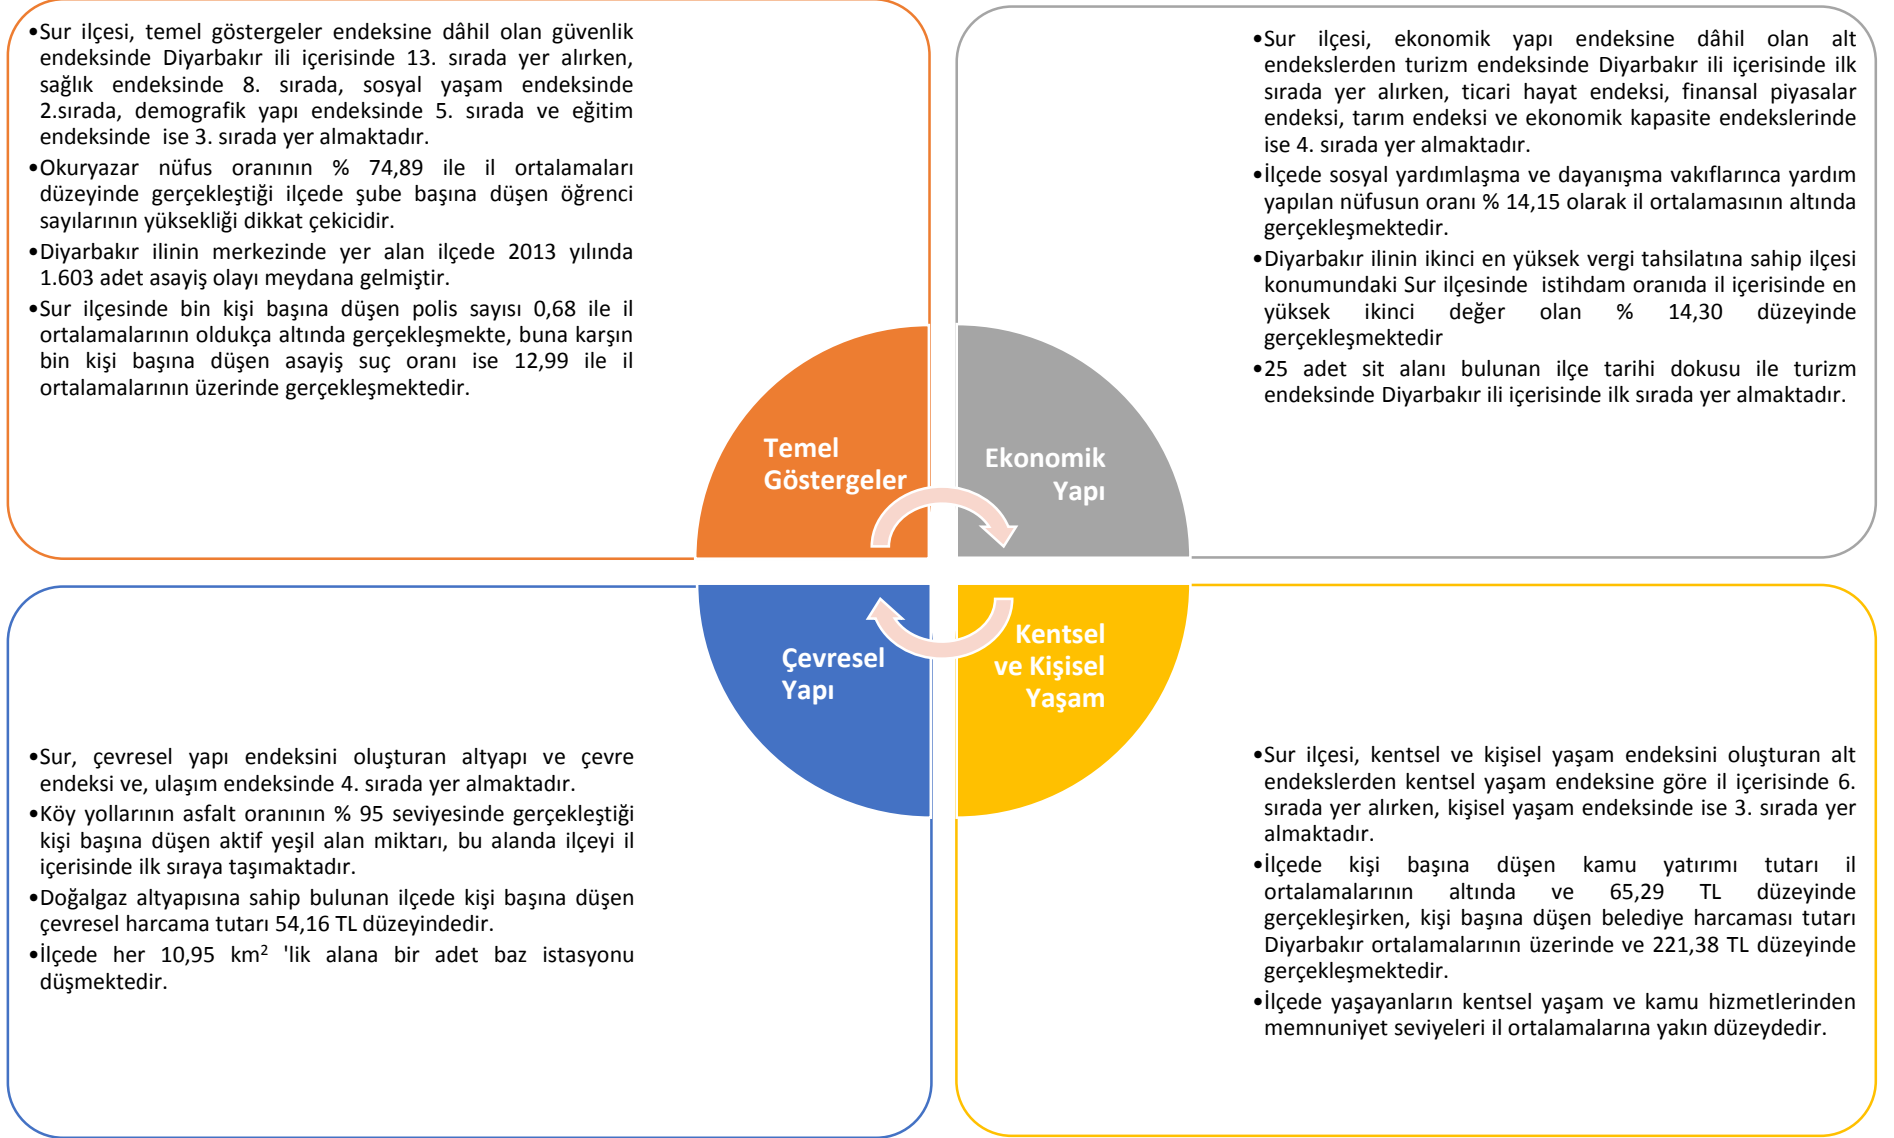 •Sur ilçesi, temel göstergeler endeksine dâhil olan güvenlik
endeksinde Diyarbakır ili içerisinde 13. sırada yer alırken,
sağlık endeksinde 8. sırada, sosyal yaşam endeksinde
2.sırada, demografik yapı endeksinde 5. sırada ve eğitim
endeksinde ise 3. sırada yer almaktadır.
•Okuryazar nüfus oranının % 74,89 ile il ortalamaları
düzeyinde gerçekleştiği ilçede şube başına düşen öğrenci
sayılarının yüksekliği dikkat çekicidir.
•Diyarbakır ilinin merkezinde yer alan ilçede 2013 yılında
1.603 adet asayiş olayı meydana gelmiştir.
•Sur ilçesinde bin kişi başına düşen polis sayısı 0,68 ile il
ortalamalarının oldukça altında gerçekleşmekte, buna karşın
bin kişi başına düşen asayiş suç oranı ise 12,99 ile il
ortalamalarının üzerinde gerçekleşmektedir.
•Sur ilçesi, ekonomik yapı endeksine dâhil olan alt
endekslerden turizm endeksinde Diyarbakır ili içerisinde ilk
sırada yer alırken, ticari hayat endeksi, finansal piyasalar
endeksi, tarım endeksi ve ekonomik kapasite endekslerinde
ise 4. sırada yer almaktadır.
•İlçede sosyal yardımlaşma ve dayanışma vakıflarınca yardım
yapılan nüfusun oranı % 14,15 olarak il ortalamasının altında
gerçekleşmektedir.
•Diyarbakır ilinin ikinci en yüksek vergi tahsilatına sahip ilçesi
konumundaki Sur ilçesinde istihdam oranıda il içerisinde en
yüksek ikinci değer olan % 14,30 düzeyinde
gerçekleşmektedir
•25 adet sit alanı bulunan ilçe tarihi dokusu ile turizm
endeksinde Diyarbakır ili içerisinde ilk sırada yer almaktadır.
Temel
Göstergeler
Ekonomik
Yapı
Çevresel
Yapı
Kentsel
ve Kişisel
Yaşam
•Sur, çevresel yapı endeksini oluşturan altyapı ve çevre
endeksi ve, ulaşım endeksinde 4. sırada yer almaktadır.
•Köy yollarının asfalt oranının % 95 seviyesinde gerçekleştiği
kişi başına düşen aktif yeşil alan miktarı, bu alanda ilçeyi il
içerisinde ilk sıraya taşımaktadır.
•Doğalgaz altyapısına sahip bulunan ilçede kişi başına düşen
çevresel harcama tutarı 54,16 TL düzeyindedir.
•İlçede her 10,95 km² 'lik alana bir adet baz istasyonu
düşmektedir.
•Sur ilçesi, kentsel ve kişisel yaşam endeksini oluşturan alt
endekslerden kentsel yaşam endeksine göre il içerisinde 6.
sırada yer alırken, kişisel yaşam endeksinde ise 3. sırada yer
almaktadır.
•İlçede kişi başına düşen kamu yatırımı tutarı il
ortalamalarının altında ve 65,29 TL düzeyinde
gerçekleşirken, kişi başına düşen belediye harcaması tutarı
Diyarbakır ortalamalarının üzerinde ve 221,38 TL düzeyinde
gerçekleşmektedir.
•İlçede yaşayanların kentsel yaşam ve kamu hizmetlerinden
memnuniyet seviyeleri il ortalamalarına yakın düzeydedir.